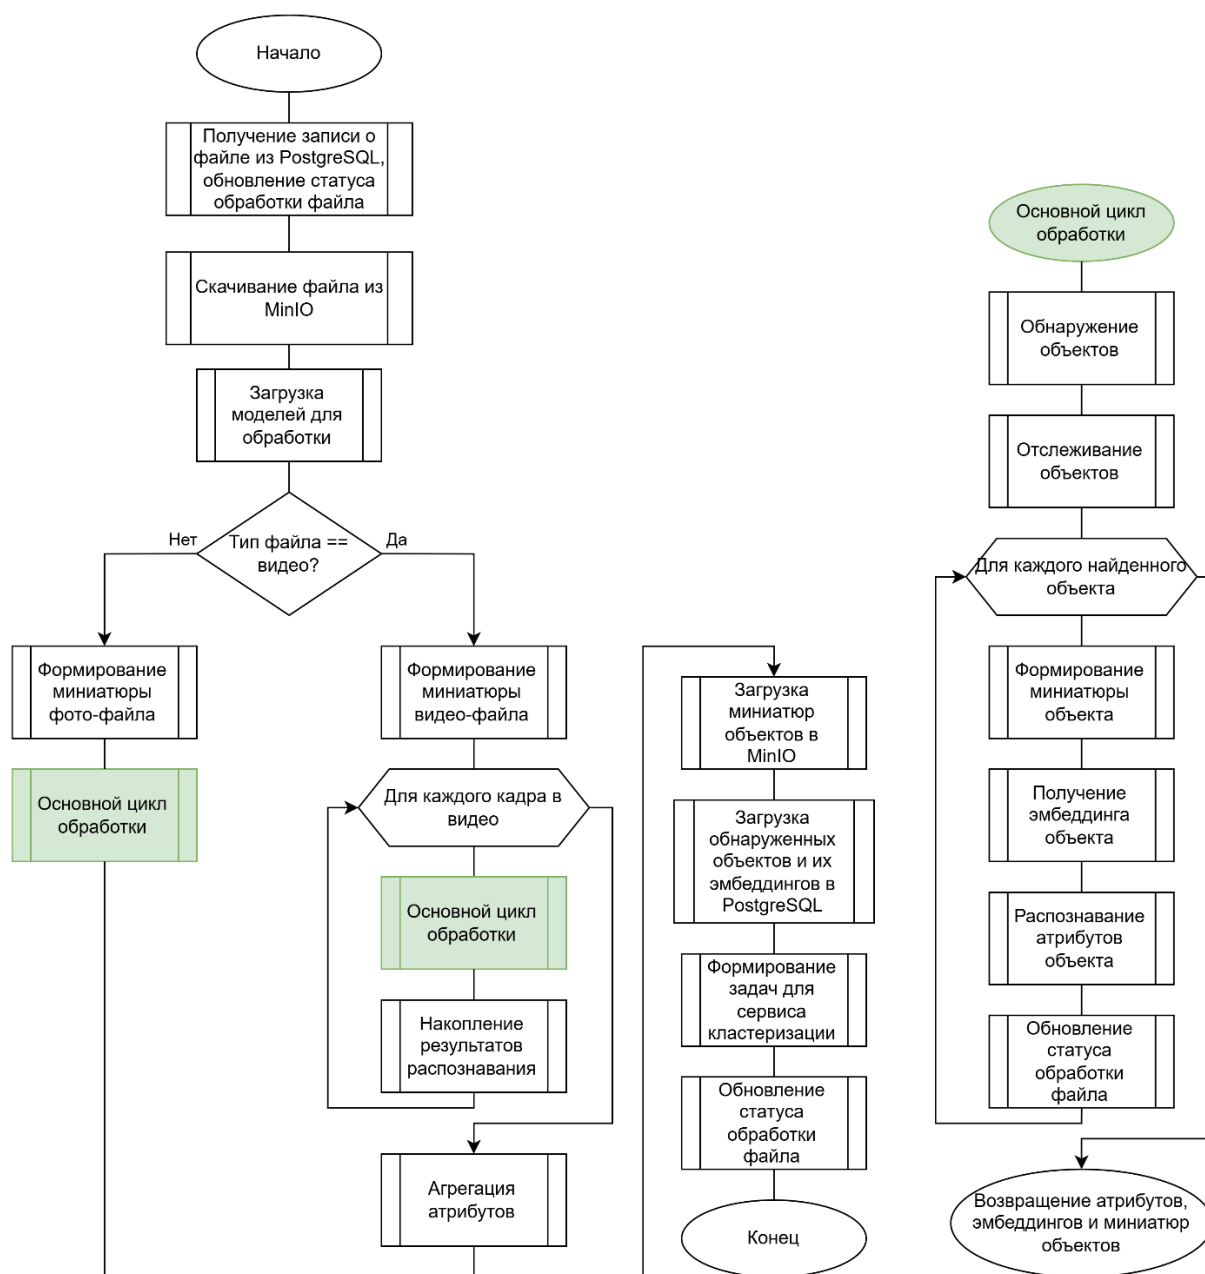 Начало
Получение записи о
файле из PostgreSQL,
обновление статуса
обработки файла
Скачивание файла из
MinIO
Загрузка
моделей для
обработки
Тип файла ==
видео?
Нет
Да
Формирование
миниатюры
фото-файла
Основной цикл
обработки
Формирование
миниатюры
видео-файла
Для каждого кадра в
видео
Основной цикл
обработки
Накопление
результатов
распознавания
Агрегация
атрибутов
Загрузка
миниатюр
объектов в
MinIO
Загрузка
обнаруженных
объектов и их
эмбеддингов в
PostgreSQL
Формирование
задач для
сервиса
кластеризации
Обновление
статуса
обработки
файла
Конец
Основной цикл
обработки
Обнаружение
объектов
Отслеживание
объектов
Для каждого найденного
объекта
Формирование
миниатюры
объекта
Получение
эмбеддинга
объекта
Распознавание
атрибутов
объекта
Обновление
статуса
обработки
файла
Возвращение атрибутов,
эмбеддингов и миниатюр
объектов